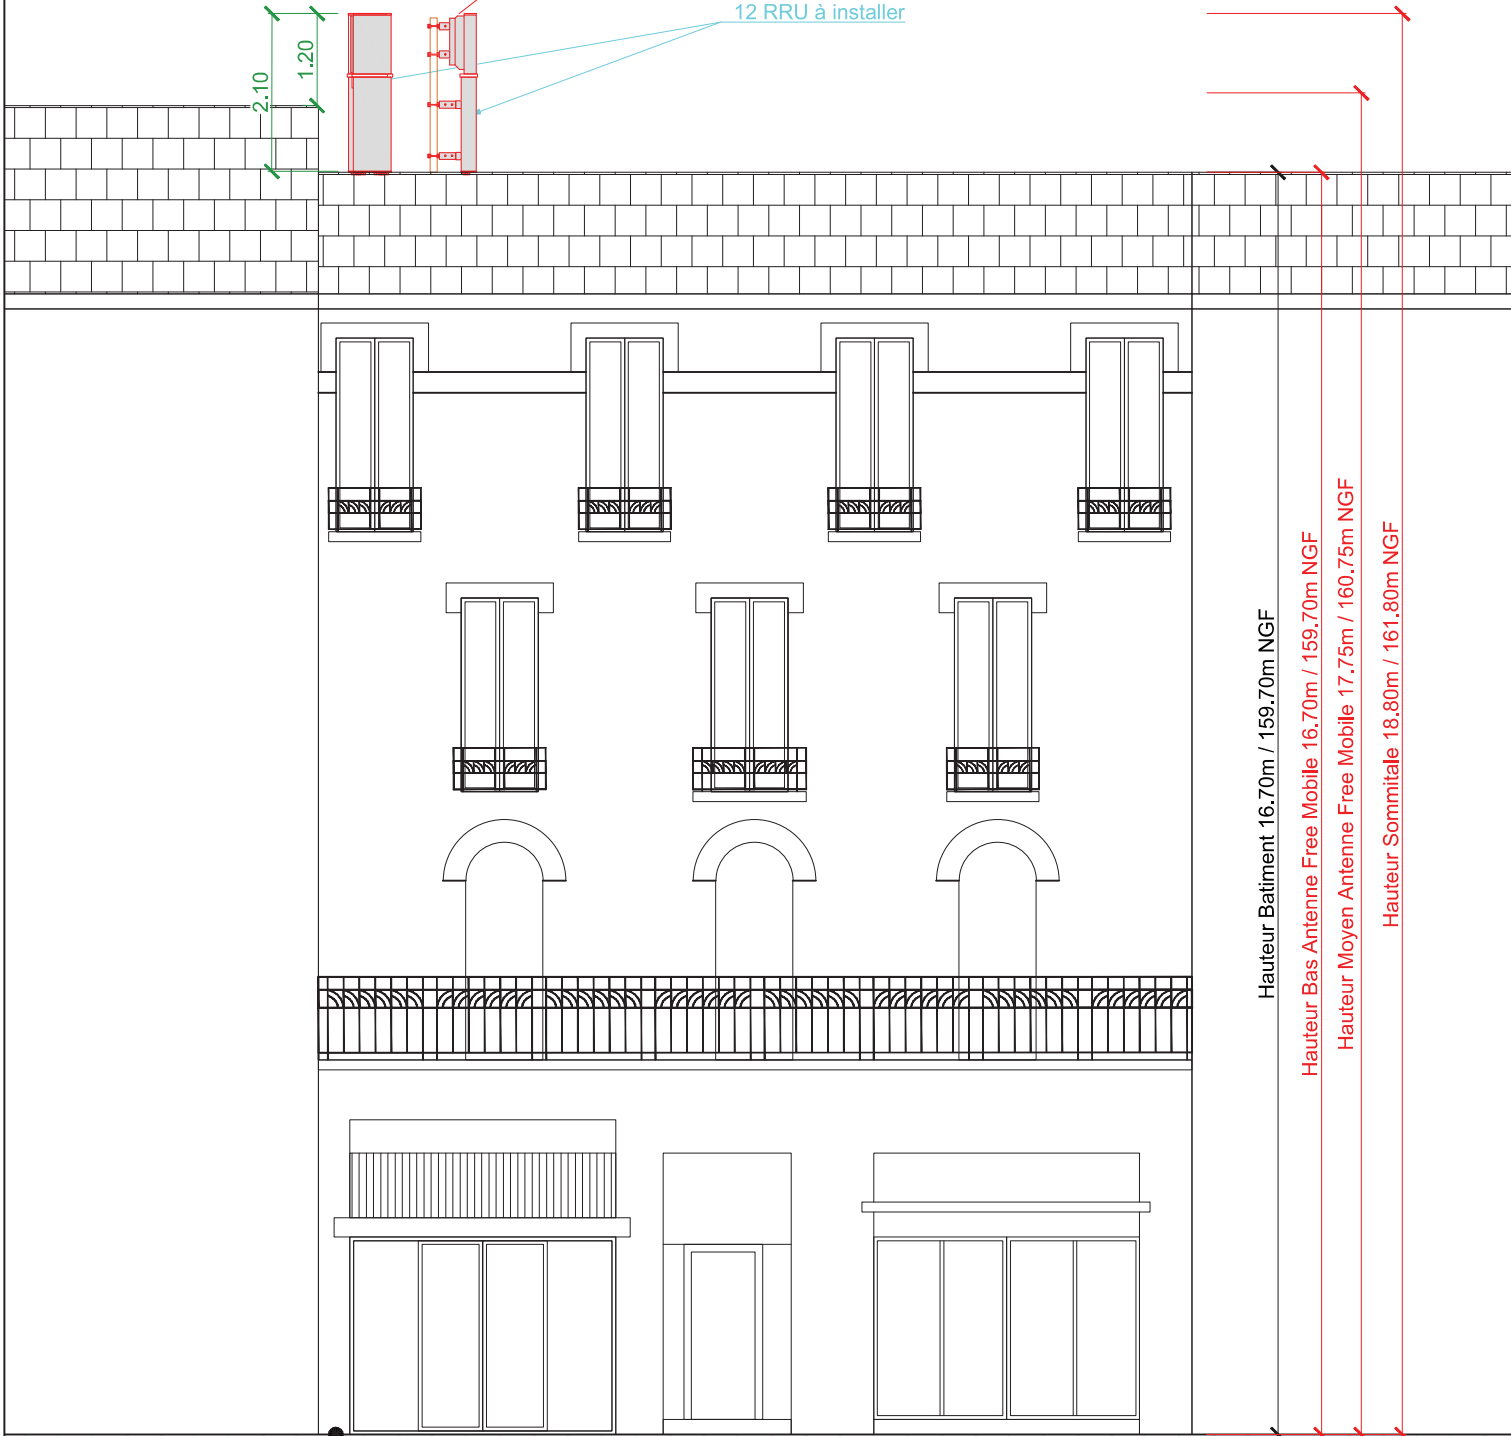 12 RRU à installer
1.20
2.10
Hauteur Batiment 16.70m / 159.70m NGF
Hauteur Bas Antenne Free Mobile 16.70m / 159.70m NGF
Hauteur Moyen Antenne Free Mobile 17.75m / 160.75m NGF
Hauteur Sommitale 18.80m / 161.80m NGF